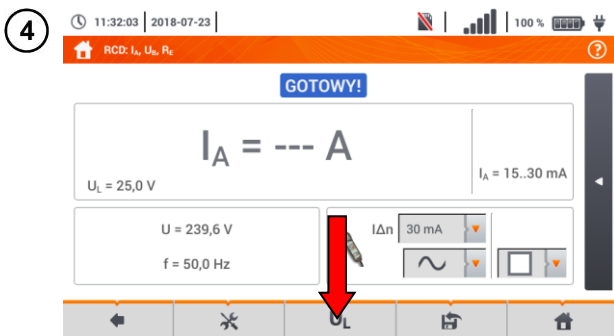 4
11:32:03 2018-07-23 100 %
RCD: IA, UB, RE ?
GOTOWY!
IA = --- A
UL = 25,0 V
IA = 15..30 mA
U = 239,6 V
f = 50,0 Hz
IΔn 30 mA
UL